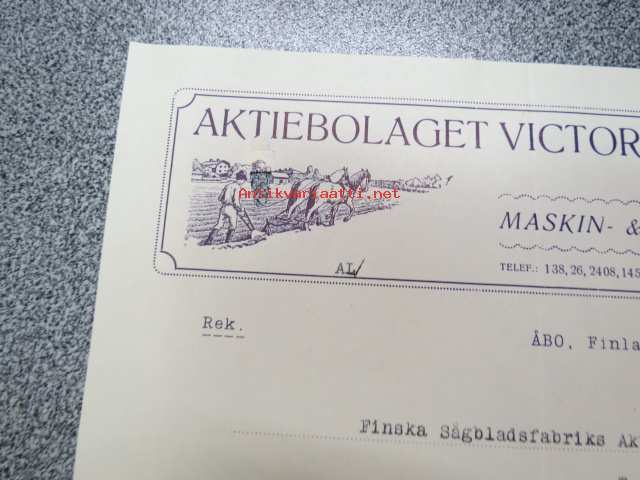 AKTIEBOLAGET VICTOR
Antikvariaatti.net
MASKIN- &
AL
TELEF.: 138, 26, 2408, 145
Rek.
ÅBO, Finla
Finska Sågbladsfabriks Ak